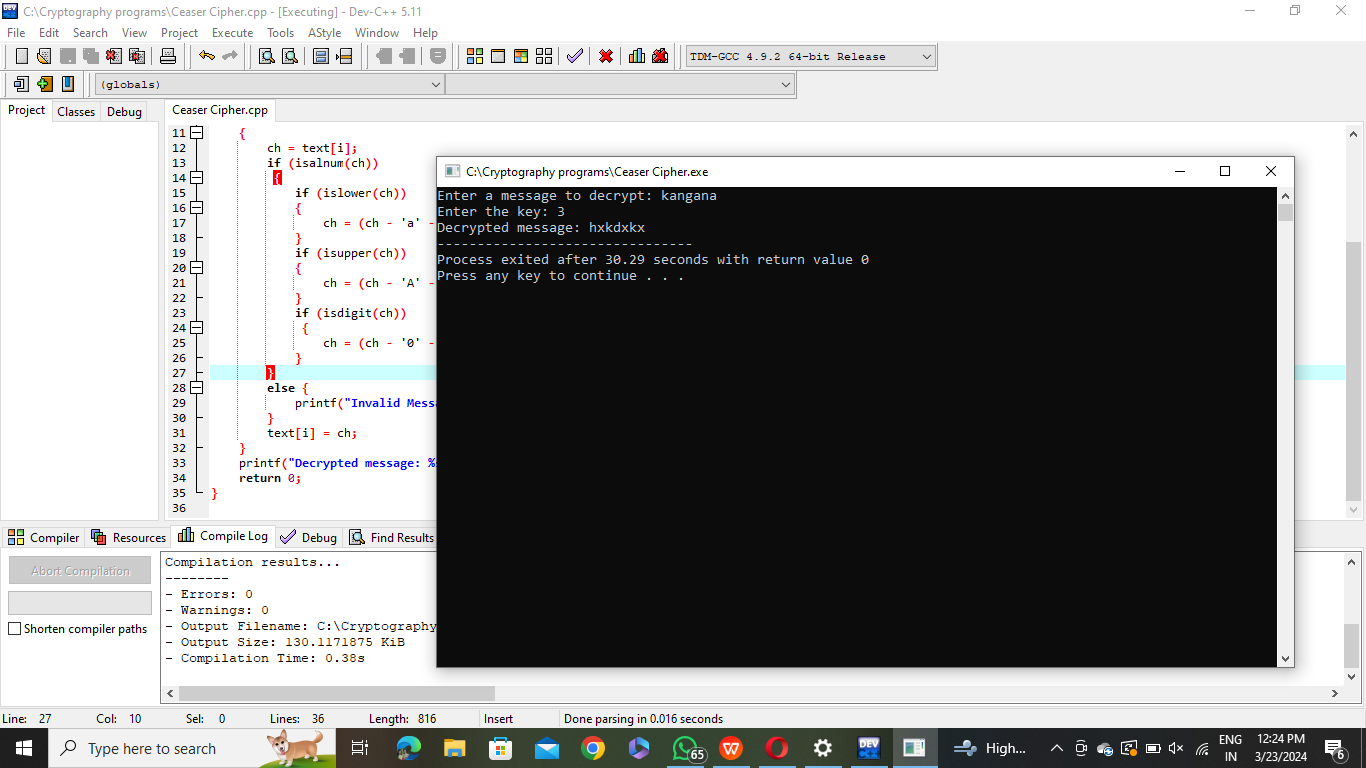 C:\Cryptography programs\Ceaser Cipher.cpp - [Executing] - Dev-C++ 5.11
File Edit Search View Project Execute Tools AStyle Window Help
TDM-GCC 4.9.2 64-bit Release
(globals)
Project Classes Debug
Ceaser Cipher.cpp
11 {
12 ch = text[i];
13 if (isalnum(ch))
14 {
15 if (islower(ch))
16 {
17 ch = (ch - 'a' -
18 }
19 if (isupper(ch))
20 {
21 ch = (ch - 'A' -
22 }
23 if (isdigit(ch))
24 {
25 ch = (ch - '0' -
26 }
27 }
28 else {
29 printf("Invalid Messa
30 }
31 text[i] = ch;
32 }
33 printf("Decrypted message: %
34 return 0;
35 }
36
C:\Cryptography programs\Ceaser Cipher.exe
Enter a message to decrypt: kangana
Enter the key: 3
Decrypted message: hxkdxkx
--------------------------------
Process exited after 30.29 seconds with return value 0
Press any key to continue . . .
Compiler Resources Compile Log Debug Find Results
Abort Compilation
Shorten compiler paths
Compilation results...
--------
- Errors: 0
- Warnings: 0
- Output Filename: C:\Cryptography
- Output Size: 130.1171875 KiB
- Compilation Time: 0.38s
Line: 27 Col: 10 Sel: 0 Lines: 36 Length: 816 Insert Done parsing in 0.016 seconds
Type here to search
65
DEV
High...
ENG
IN
12:24 PM
3/23/2024
6